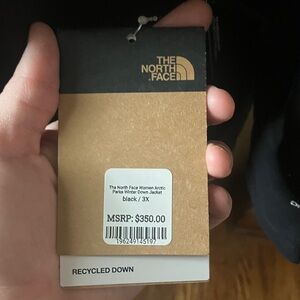 THE
NORTH
FACE
The North Face Women Arctic
Parka Winter Down Jacket
black / 3X
MSRP: $350.00
196249145197
RECYCLED DOWN